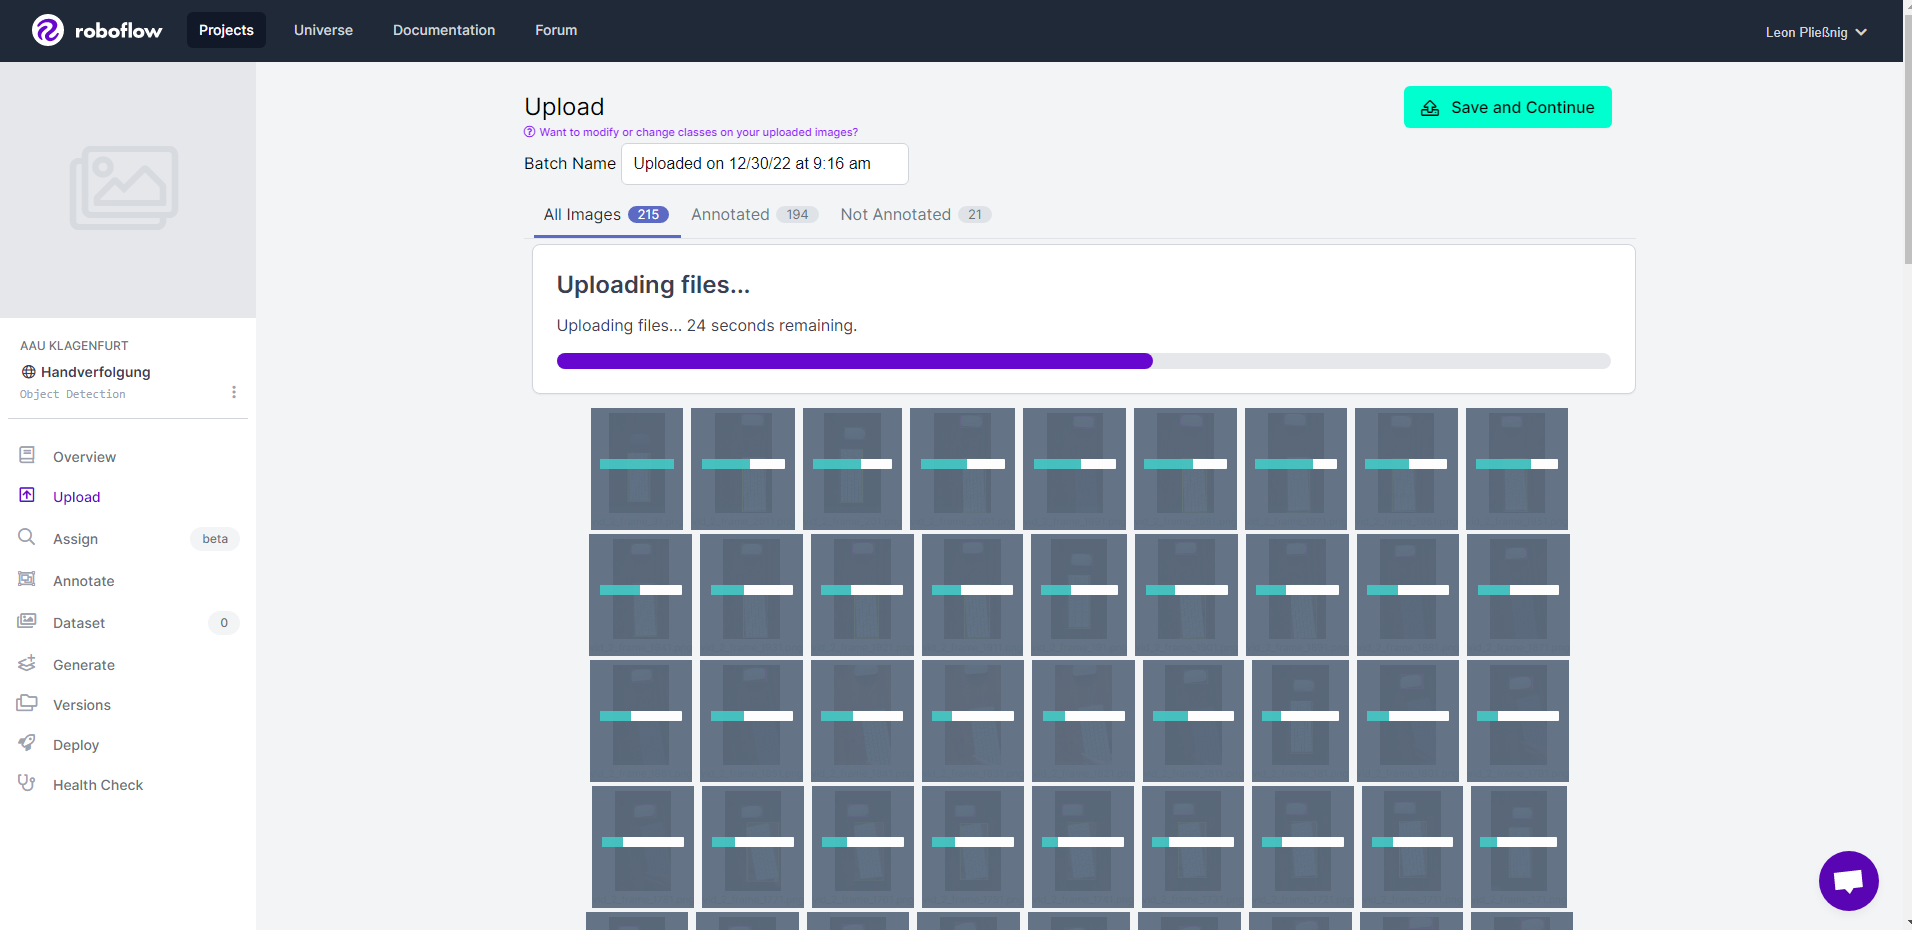 roboflow Projects Universe Documentation Forum Leon Pließnig
Upload
Save and Continue
Want to modify or change classes on your uploaded images?
Batch Name Uploaded on 12/30/22 at 9:16 am
All Images 215 Annotated 194 Not Annotated 21
Uploading files...
Uploading files... 24 seconds remaining.
AAU KLAGENFURT
Handverfolgung
Object Detection
Overview
Upload
Assign beta
Annotate
Dataset 0
Generate
Versions
Deploy
Health Check